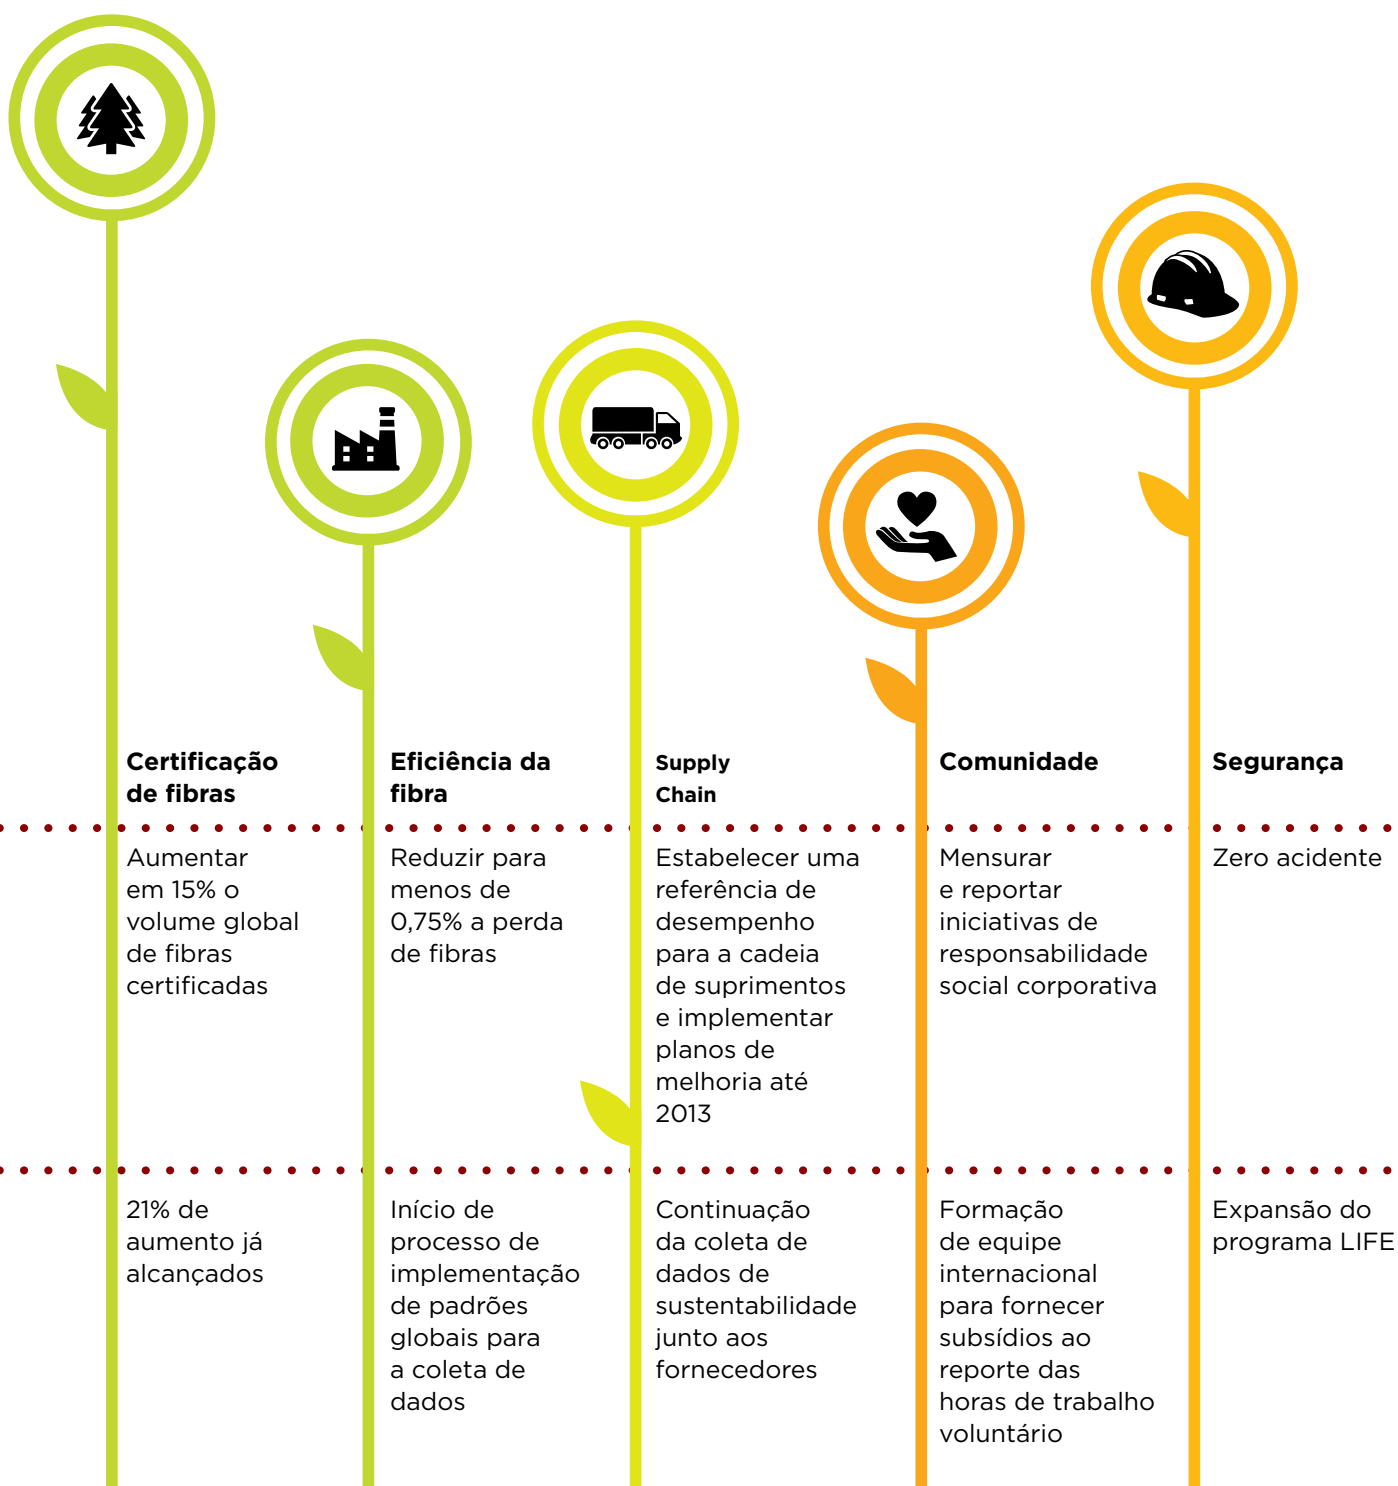 Certificação
de fibras
Eficiência da
fibra
Supply
Chain
Comunidade
Segurança
Aumentar
em 15% o
volume global
de fibras
certificadas
Reduzir para
menos de
0,75% a perda
de fibras
Estabelecer uma
referência de
desempenho
para a cadeia
de suprimentos
e implementar
planos de
melhoria até
2013
Mensurar
e reportar
iniciativas de
responsabilidade
social corporativa
Zero acidente
21% de
aumento já
alcançados
Início de
processo de
implementação
de padrões
globais para
a coleta de
dados
Continuação
da coleta de
dados de
sustentabilidade
junto aos
fornecedores
Formação
de equipe
internacional
para fornecer
subsídios ao
reporte das
horas de trabalho
voluntário
Expansão do
programa LIFE